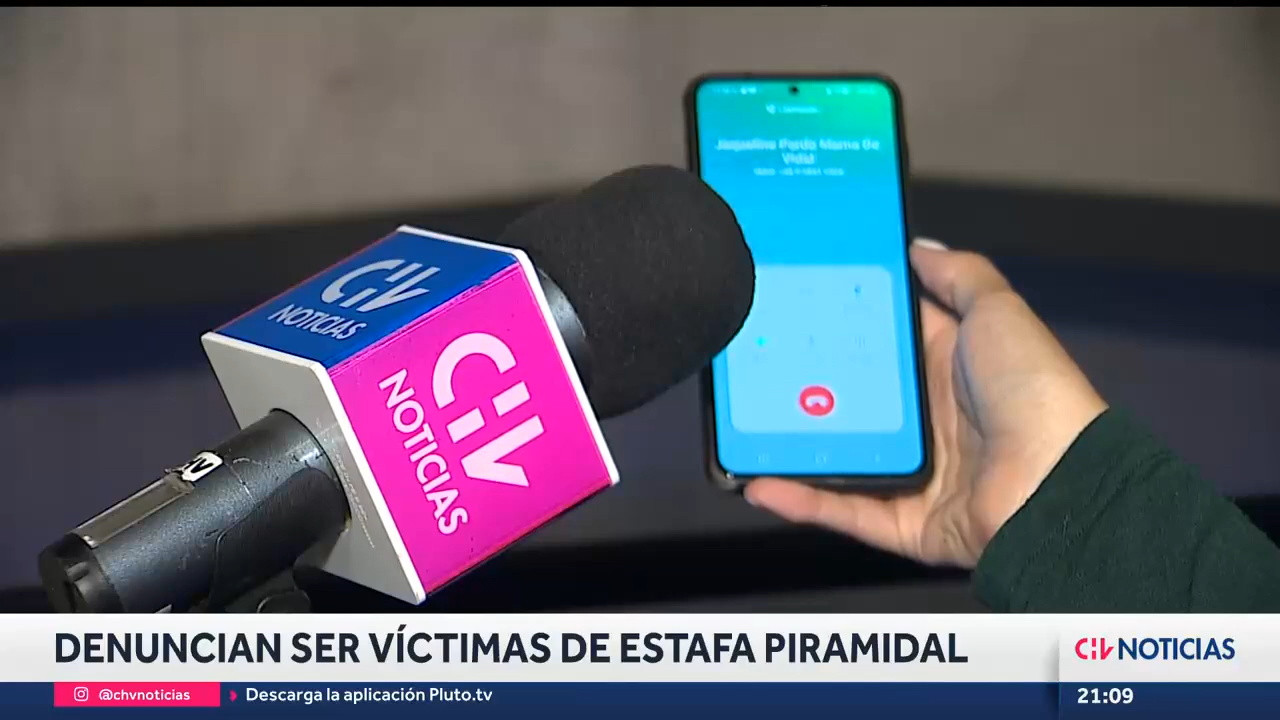 CHV
NOTICIAS
CHV
NOTICIAS
DENUNCIAN SER VÍCTIMAS DE ESTAFA PIRAMIDAL
CHV NOTICIAS
@chvnoticias
Descarga la aplicación Pluto.tv
21:09